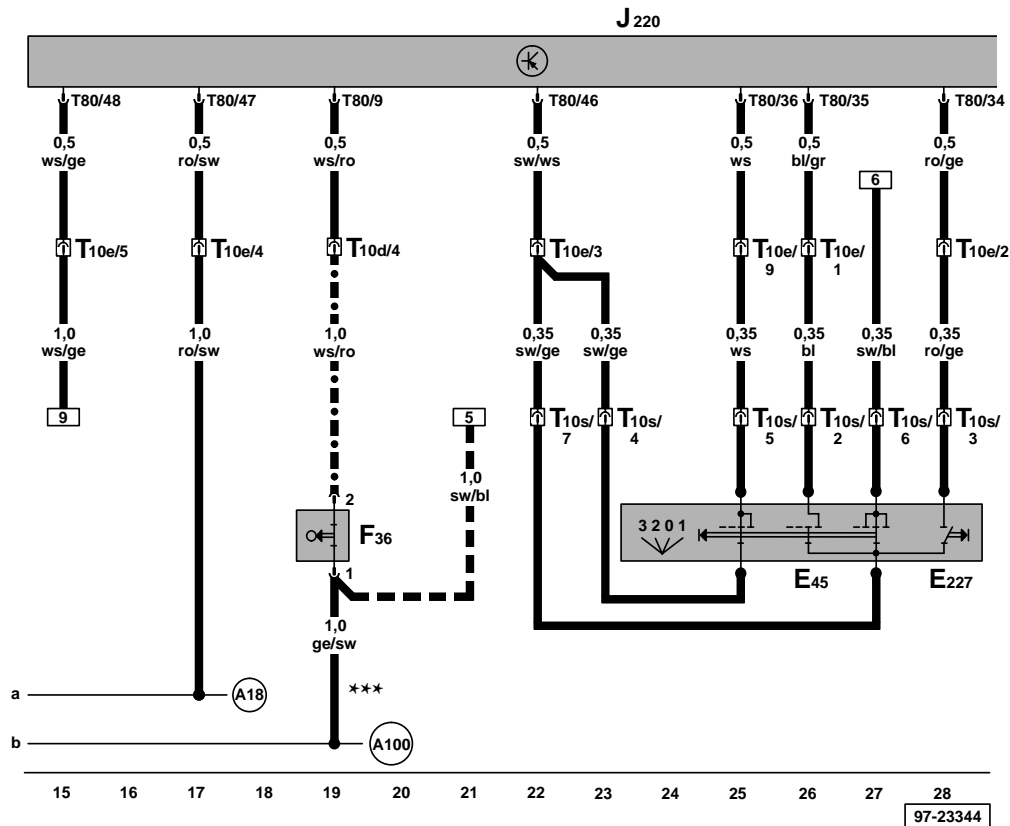 J220
T80/48 T80/47 T80/9 T80/46 T80/36 T80/35 T80/34
0,5 0,5 0,5 0,5 0,5 0,5 0,5
ws/ge ro/sw ws/ro sw/ws ws bl/gr ro/ge
6
T10e/5 T10e/4 T10d/4 T10e/3 T10e/ T10e/ T10e/2
9 1
1,0 1,0 1,0 0,35 0,35 0,35 0,35 0,35 0,35
ws/ge ro/sw ws/ro sw/ge sw/ge ws bl sw/bl ro/ge
9 5
T10s/ T10s/ T10s/ T10s/ T10s/ T10s/
7 4 5 2 6 3
1,0
sw/bl
2
3 2 0 1
F36
1
E45 E227
1,0
ge/sw
a A18 ***
b A100
15 16 17 18 19 20 21 22 23 24 25 26 27 28
97-23344